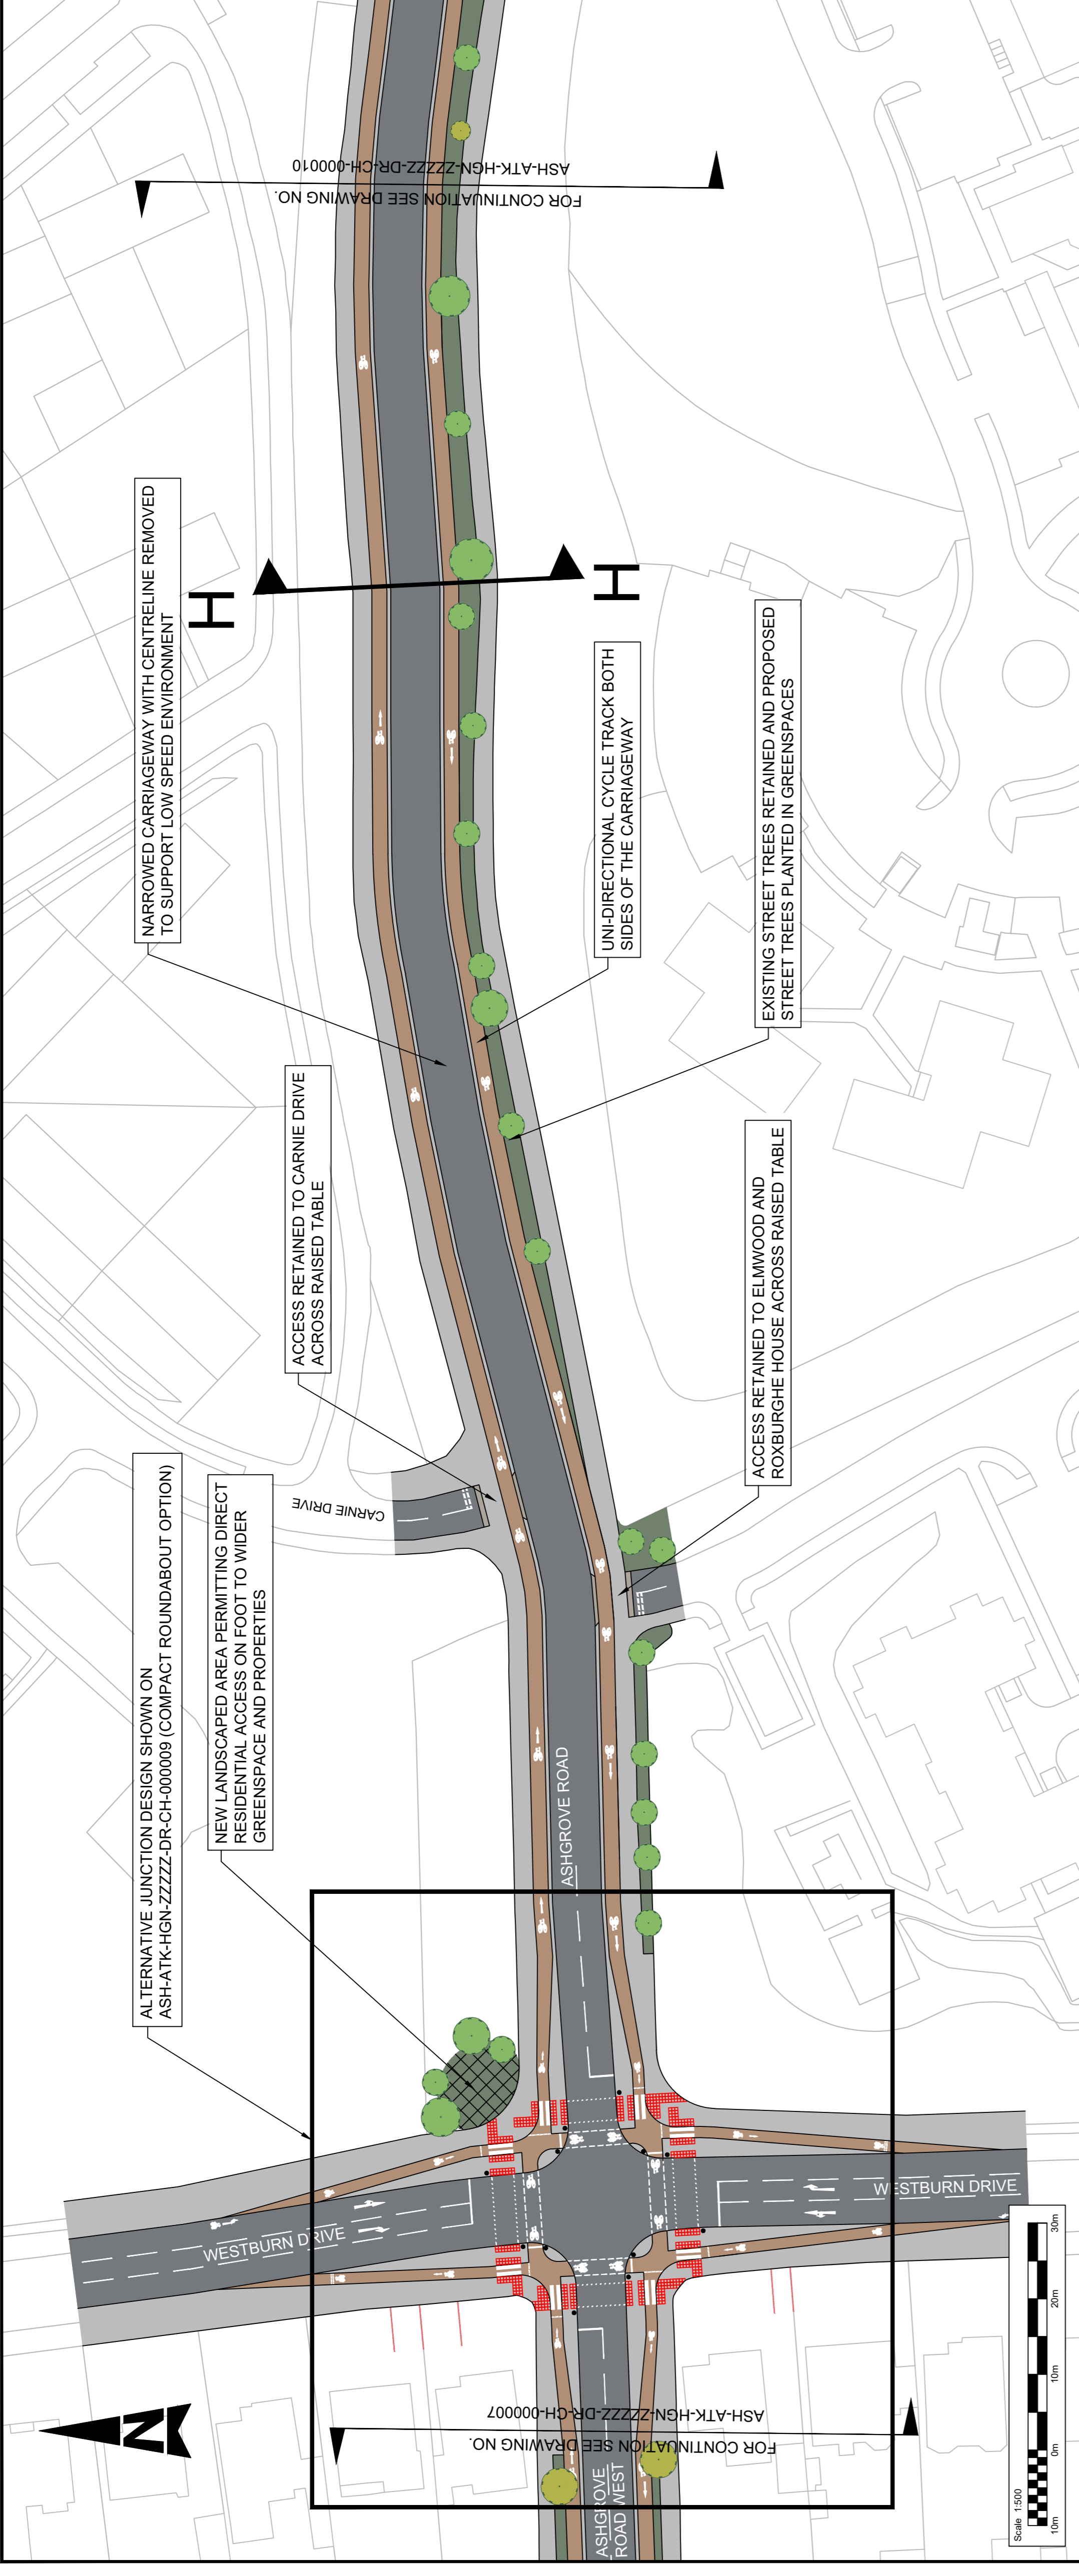 ALTERNATIVE JUNCTION DESIGN SHOWN ON
ASH-ATK-HGN-ZZZZZ-DR-CH-000009 (COMPACT ROUNDABOUT OPTION)
NEW LANDSCAPED AREA PERMITTING DIRECT
RESIDENTIAL ACCESS ON FOOT TO WIDER
GREENSPACE AND PROPERTIES
ACCESS RETAINED TO CARNIE DRIVE
ACROSS RAISED TABLE
NARROWED CARRIAGEWAY WITH CENTRELINE REMOVED
TO SUPPORT LOW SPEED ENVIRONMENT
N
WESTBURN DRIVE
CARNIE DRIVE
H
H
FOR CONTINUATION SEE DRAWING NO.
ASH-ATK-HGN-ZZZZZ-DR-CH-000007
FOR CONTINUATION SEE DRAWING NO.
ASH-ATK-HGN-ZZZZZ-DR-CH-000010
ASHGROVE
ROAD WEST
ASHGROVE ROAD
UNI-DIRECTIONAL CYCLE TRACK BOTH
SIDES OF THE CARRIAGEWAY
ACCESS RETAINED TO ELMWOOD AND
ROXBURGHE HOUSE ACROSS RAISED TABLE
EXISTING STREET TREES RETAINED AND PROPOSED
STREET TREES PLANTED IN GREENSPACES
WESTBURN DRIVE
Scale 1:500
10m 0m 10m 20m 30m